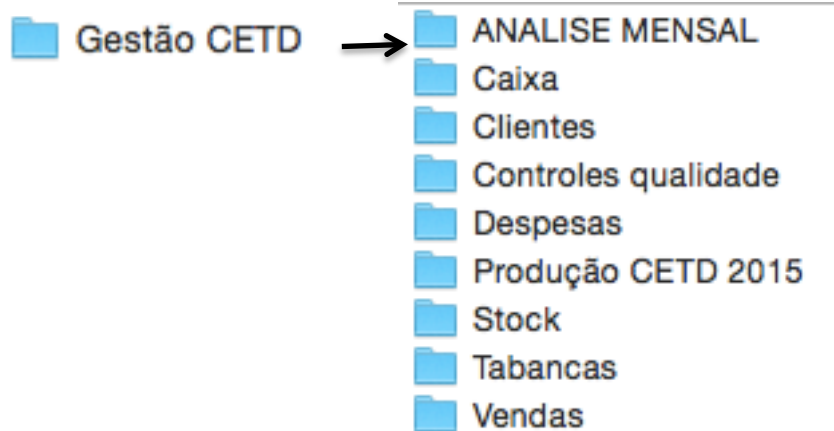 Gestão CETD
ANALISE MENSAL
Caixa
Clientes
Controles qualidade
Despesas
Produção CETD 2015
Stock
Tabancas
Vendas